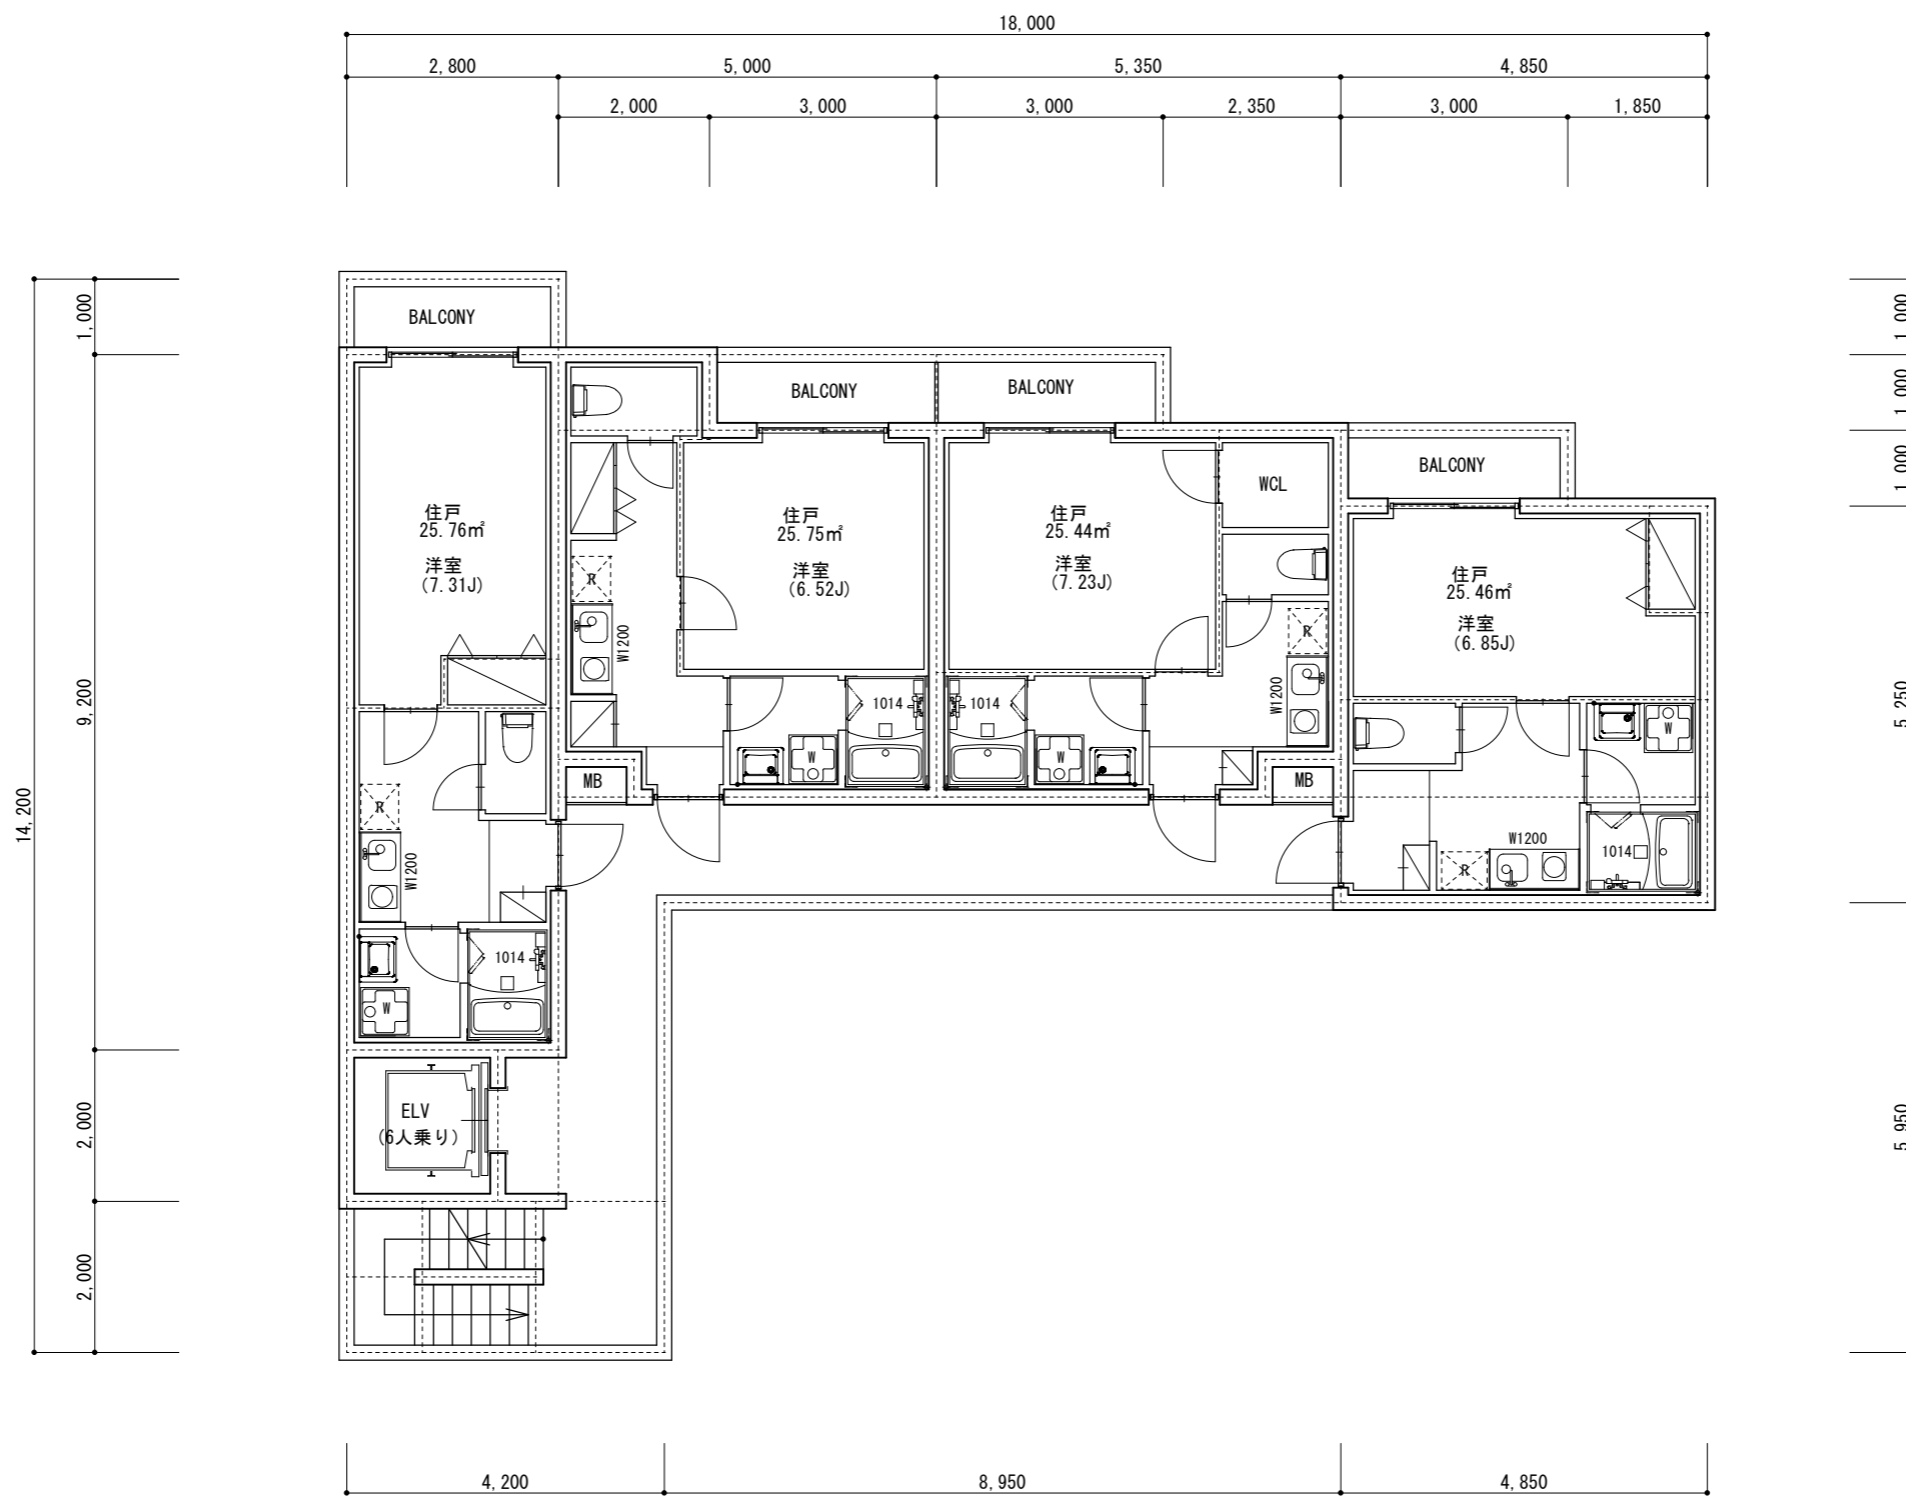 18,000
2,800
5,000
5,350
4,850
2,000
3,000
3,000
2,350
3,000
1,850
14,200
1,000
9,200
2,000
2,000
1,000
1,000
1,000
5,250
5,950
BALCONY
BALCONY
BALCONY
BALCONY
住戸
25.76㎡
洋室
(7.31J)
住戸
25.75㎡
洋室
(6.52J)
住戸
25.44㎡
洋室
(7.23J)
WCL
住戸
25.46㎡
洋室
(6.85J)
R
W1200
R
W1200
1014
1014
W
W
W
MB
MB
R
W1200
W1200
R
1014
1014
W
ELV
(6人乗り)
4,200
8,950
4,850